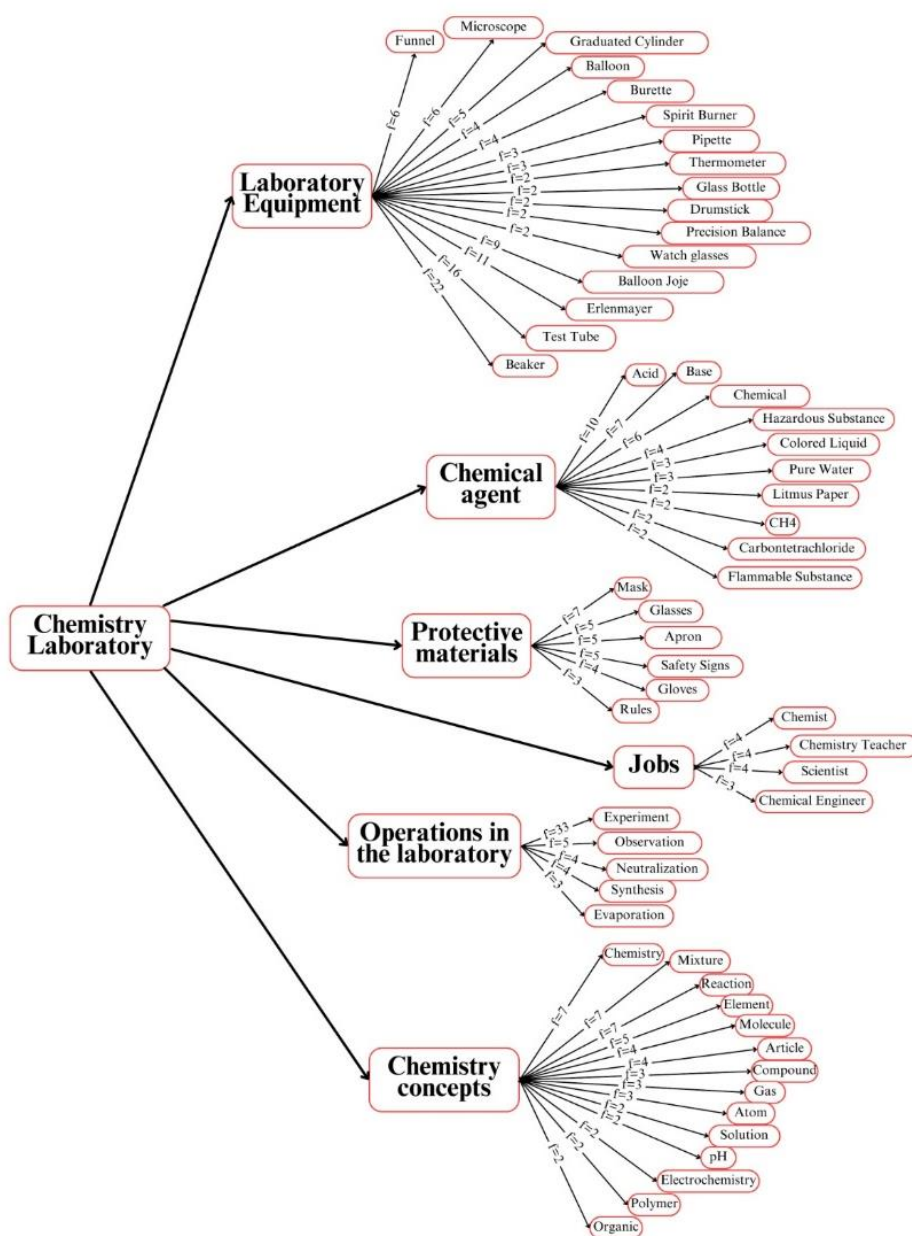 Microscope
Funnel
Graduated Cylinder
Balloon
Burette
Spirit Burner
Pipette
Thermometer
Glass Bottle
Drumstick
Precision Balance
Watch glasses
Balloon Joje
Erlenmayer
Test Tube
Beaker
f=6
f=6
f=5
f=4
f=4
f=3
f=3
f=2
f=2
f=2
f=2
f=2
f=9
f=11
f=16
f=22
Laboratory
Equipment
Acid
Base
Chemical
Hazardous Substance
Colored Liquid
Pure Water
Litmus Paper
CH4
Carbontetrachloride
Flammable Substance
f=10
f=7
f=6
f=4
f=3
f=3
f=2
f=2
f=2
f=2
Chemical
agent
Chemistry
Laboratory
Protective
materials
f=7
f=5
f=5
f=5
f=4
f=3
Mask
Glasses
Apron
Safety Signs
Gloves
Rules
Jobs
f=4
f=4
f=4
f=3
Chemist
Chemistry Teacher
Scientist
Chemical Engineer
Operations in
the laboratory
f=33
f=5
f=4
f=4
f=3
Experiment
Observation
Neutralization
Synthesis
Evaporation
Chemistry
concepts
f=7
f=7
f=7
f=5
f=4
f=4
f=3
f=3
f=3
f=2
f=2
f=2
f=2
f=2
Chemistry
Mixture
Reaction
Element
Molecule
Article
Compound
Gas
Atom
Solution
pH
Electrochemistry
Polymer
Organic